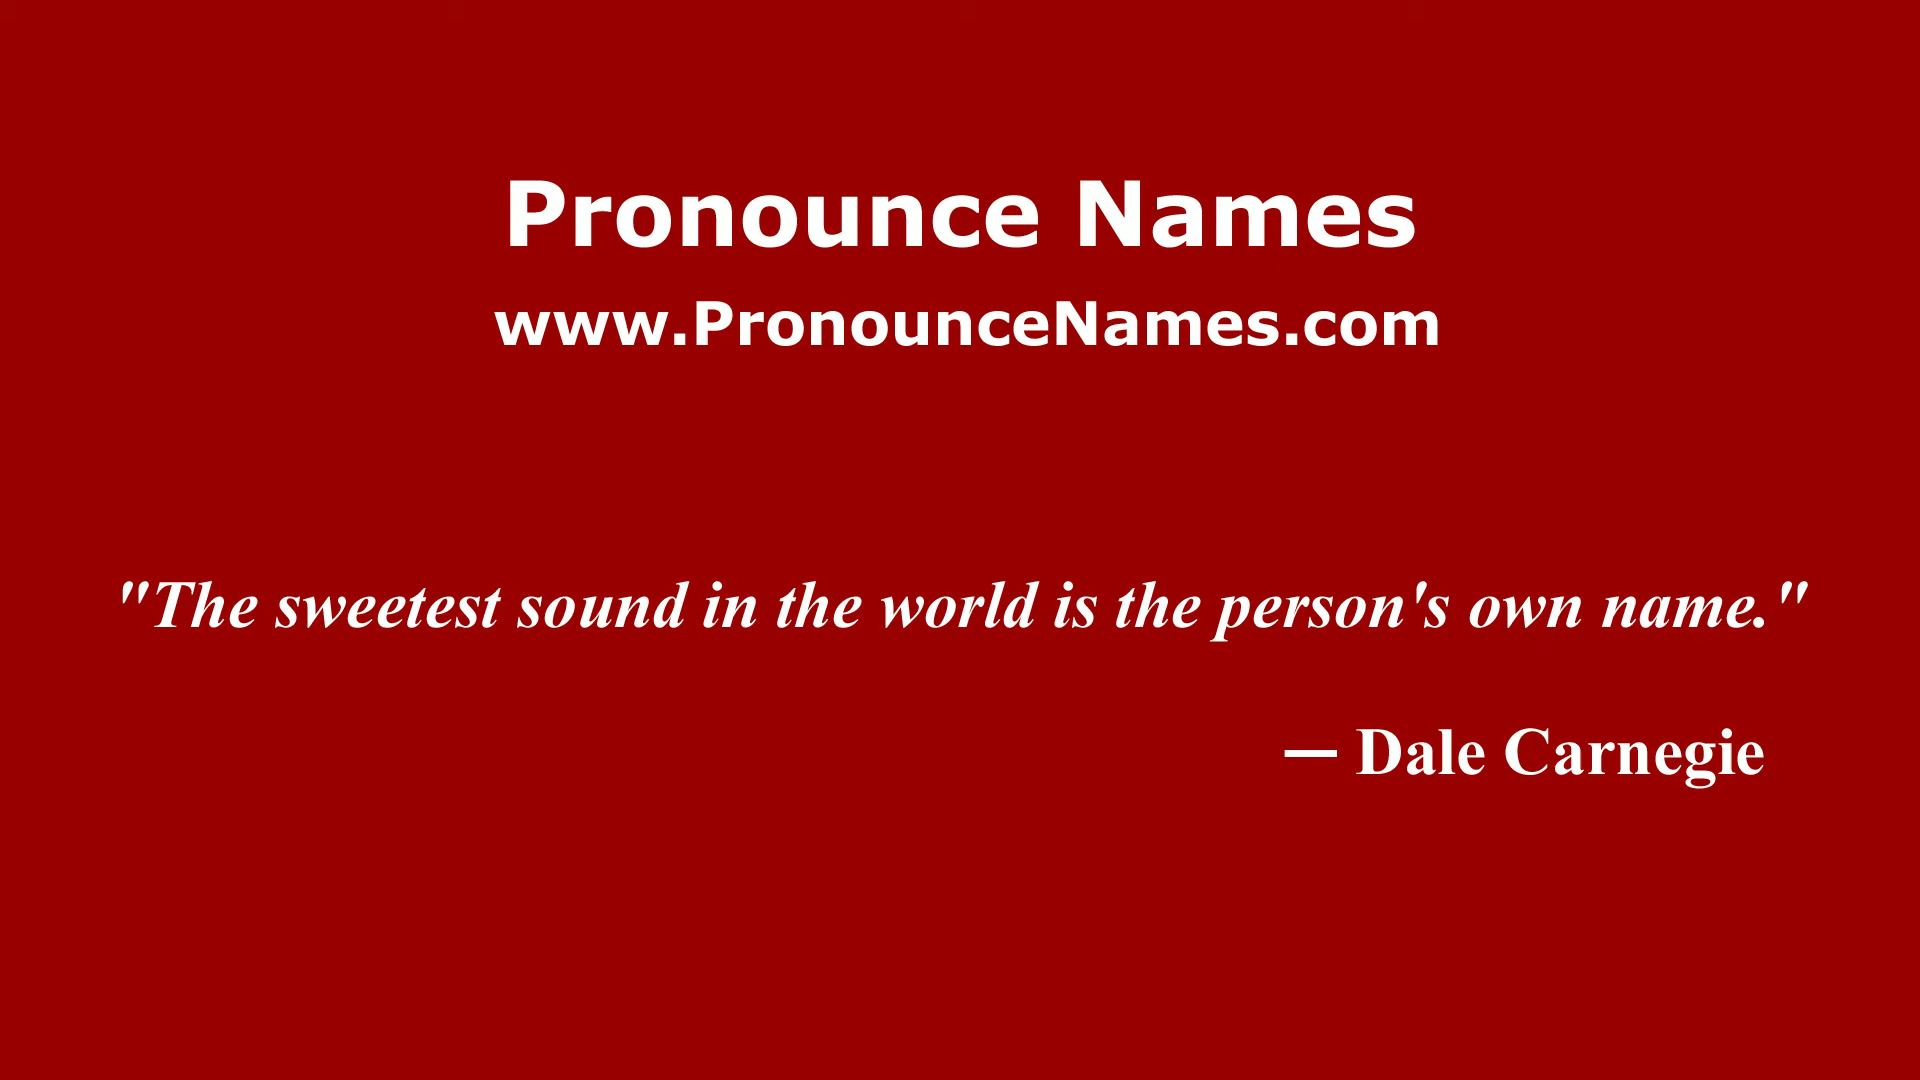 Pronounce Names
www.PronounceNames.com
"The sweetest sound in the world is the person's own name."
— Dale Carnegie